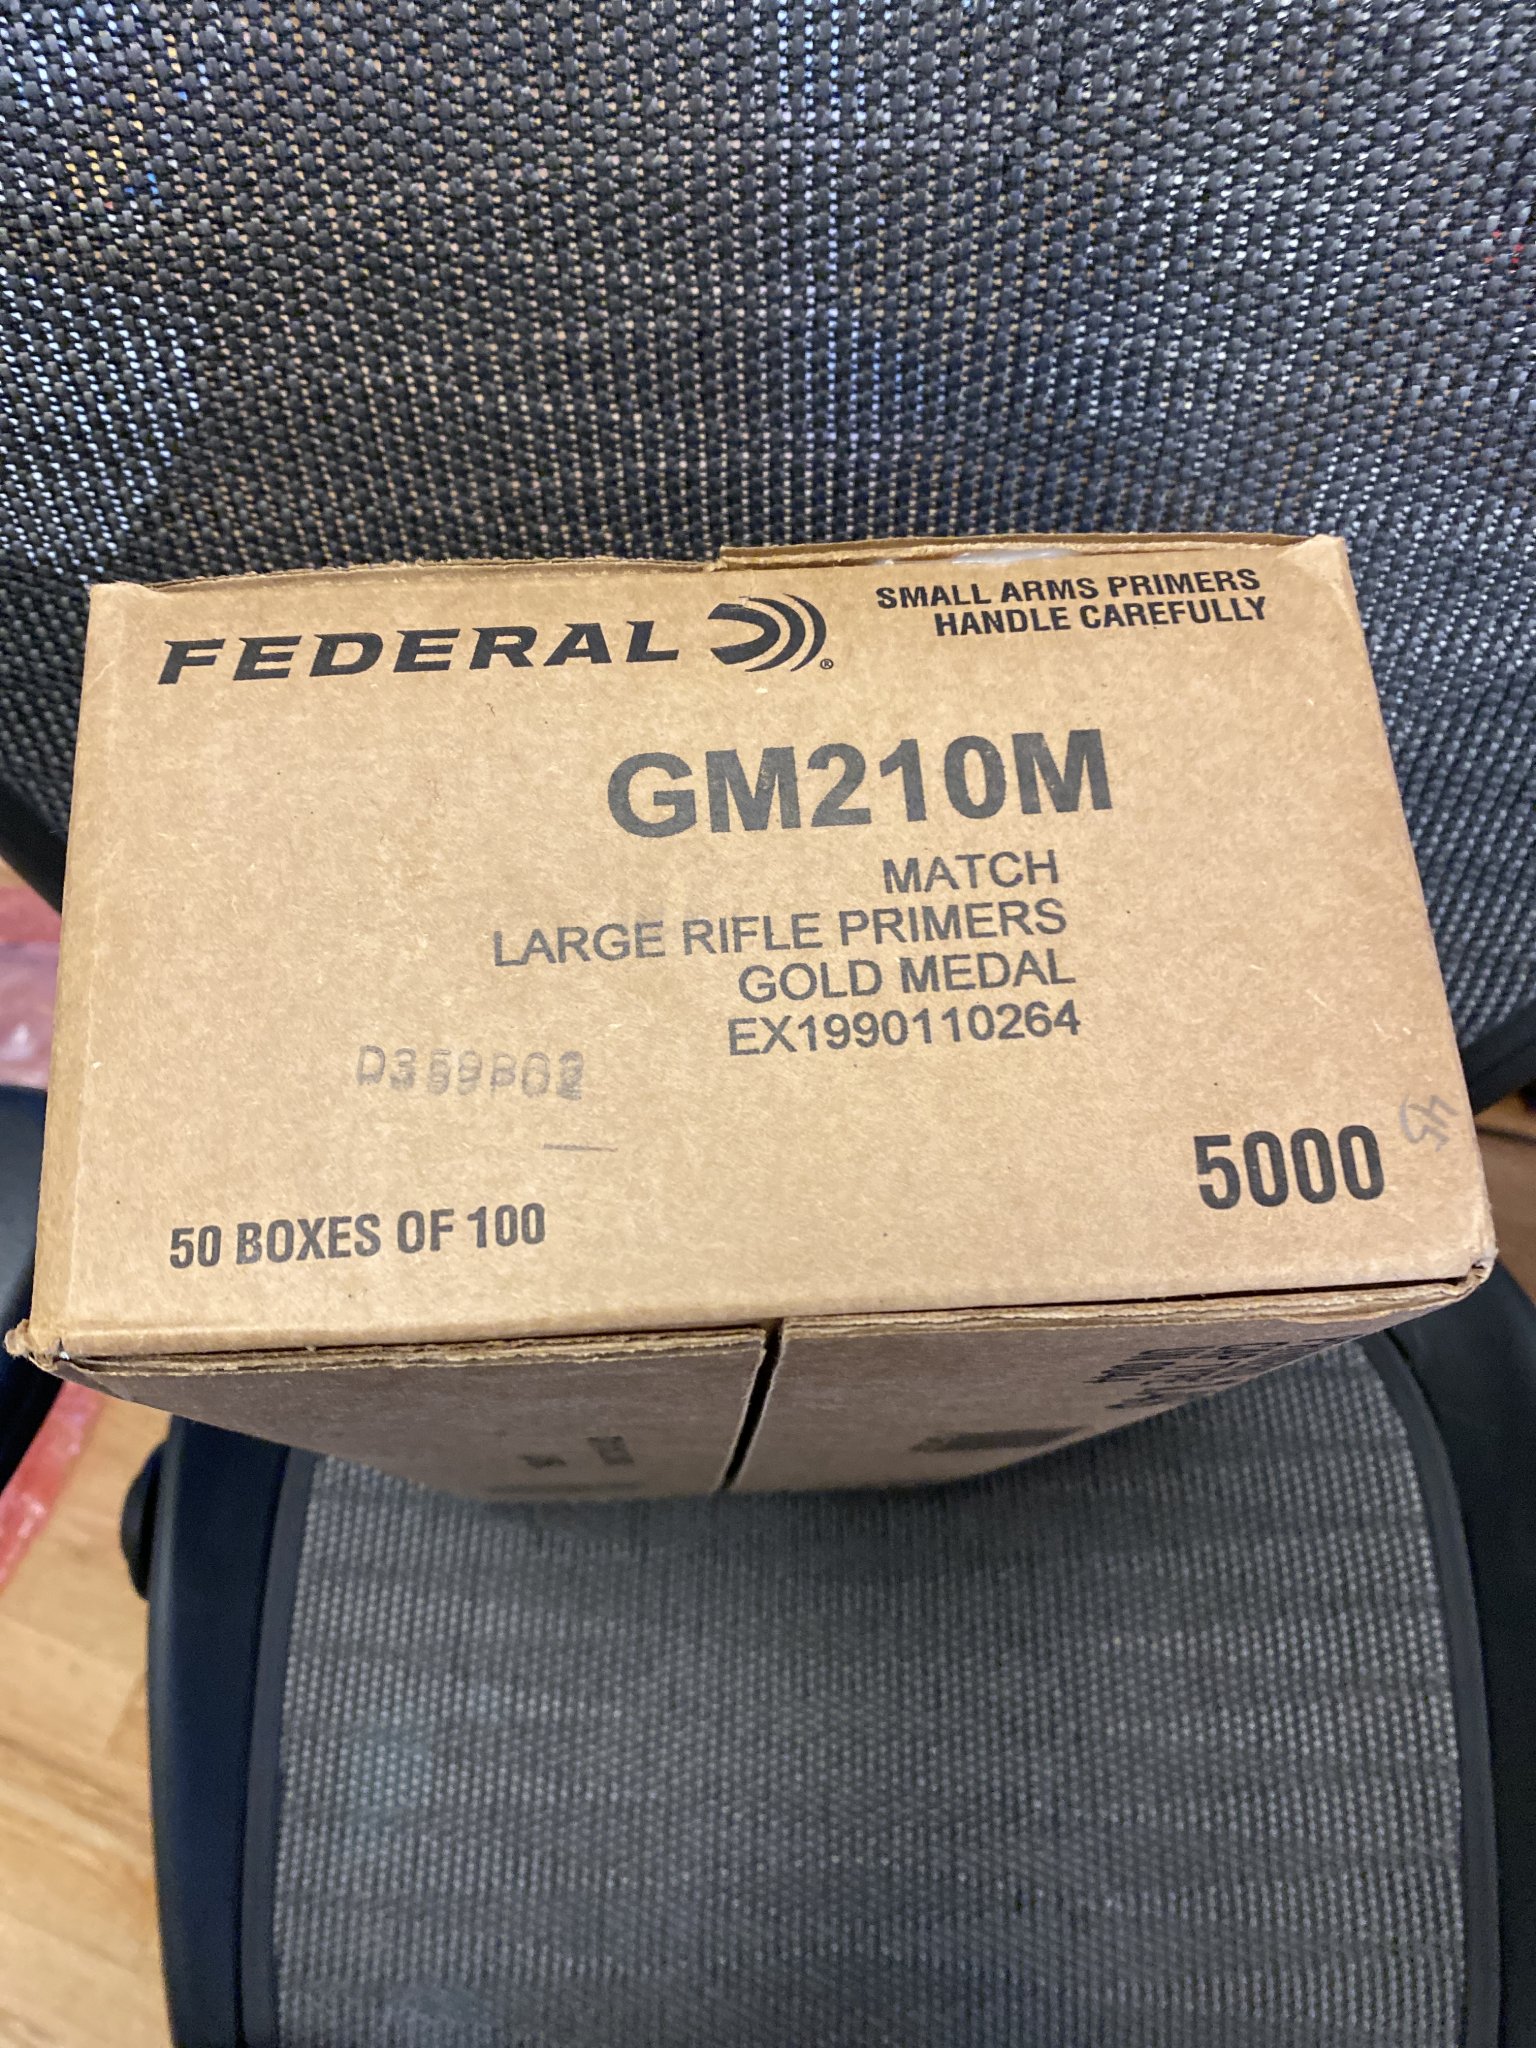 FEDERAL ®
SMALL ARMS PRIMERS
HANDLE CAREFULLY
GM210M
MATCH
LARGE RIFLE PRIMERS
GOLD MEDAL
EX1990110264
5000
50 BOXES OF 100